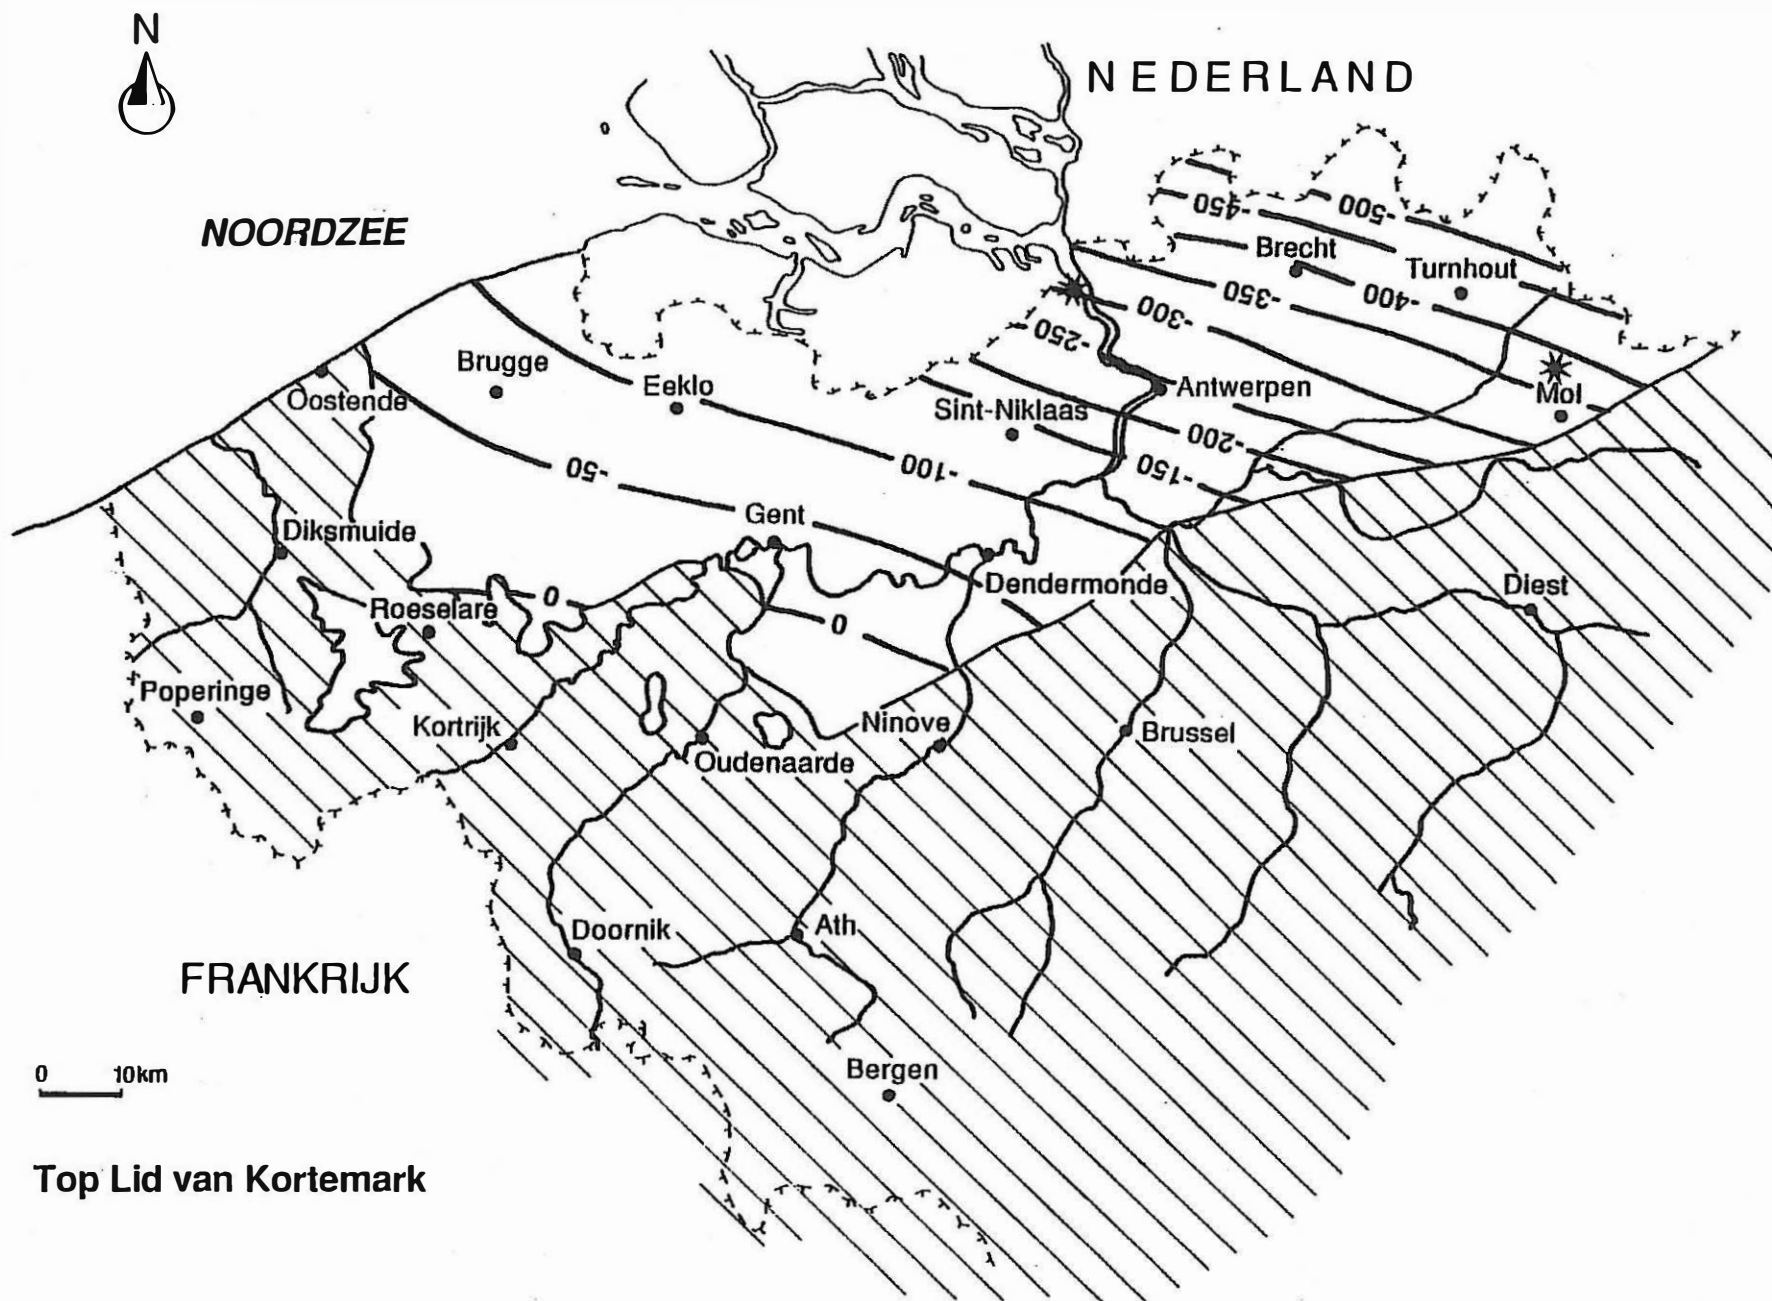 N
NEDERLAND
NOORDZEE
-450
-500
Brecht
Turnhout
-350
-400
-300
-250
Brugge
Eeklo
Oostende
Antwerpen
Mol
Sint-Niklaas
-200
-150
-100
-50
Gent
Diksmuide
Dendermonde
Diest
0
Roeselare
0
Poperinge
Kortrijk
Ninove
Brussel
Oudenaarde
Doornik
Ath
FRANKRIJK
Bergen
0 10km
Top Lid van Kortemark